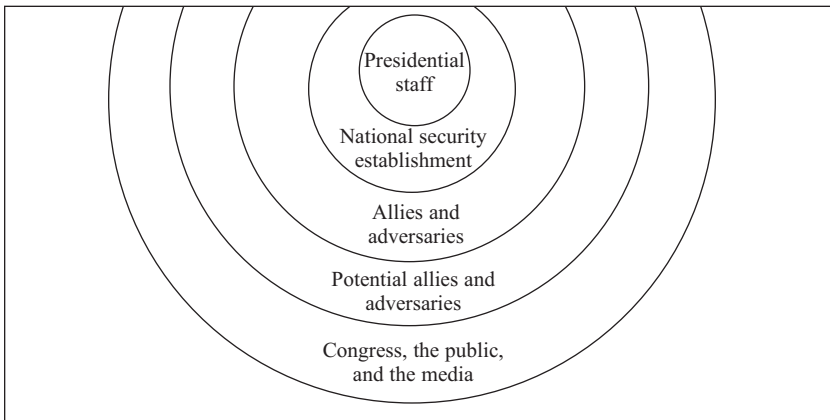 Presidential
staff
National security
establishment
Allies and
adversaries
Potential allies and
adversaries
Congress, the public,
and the media